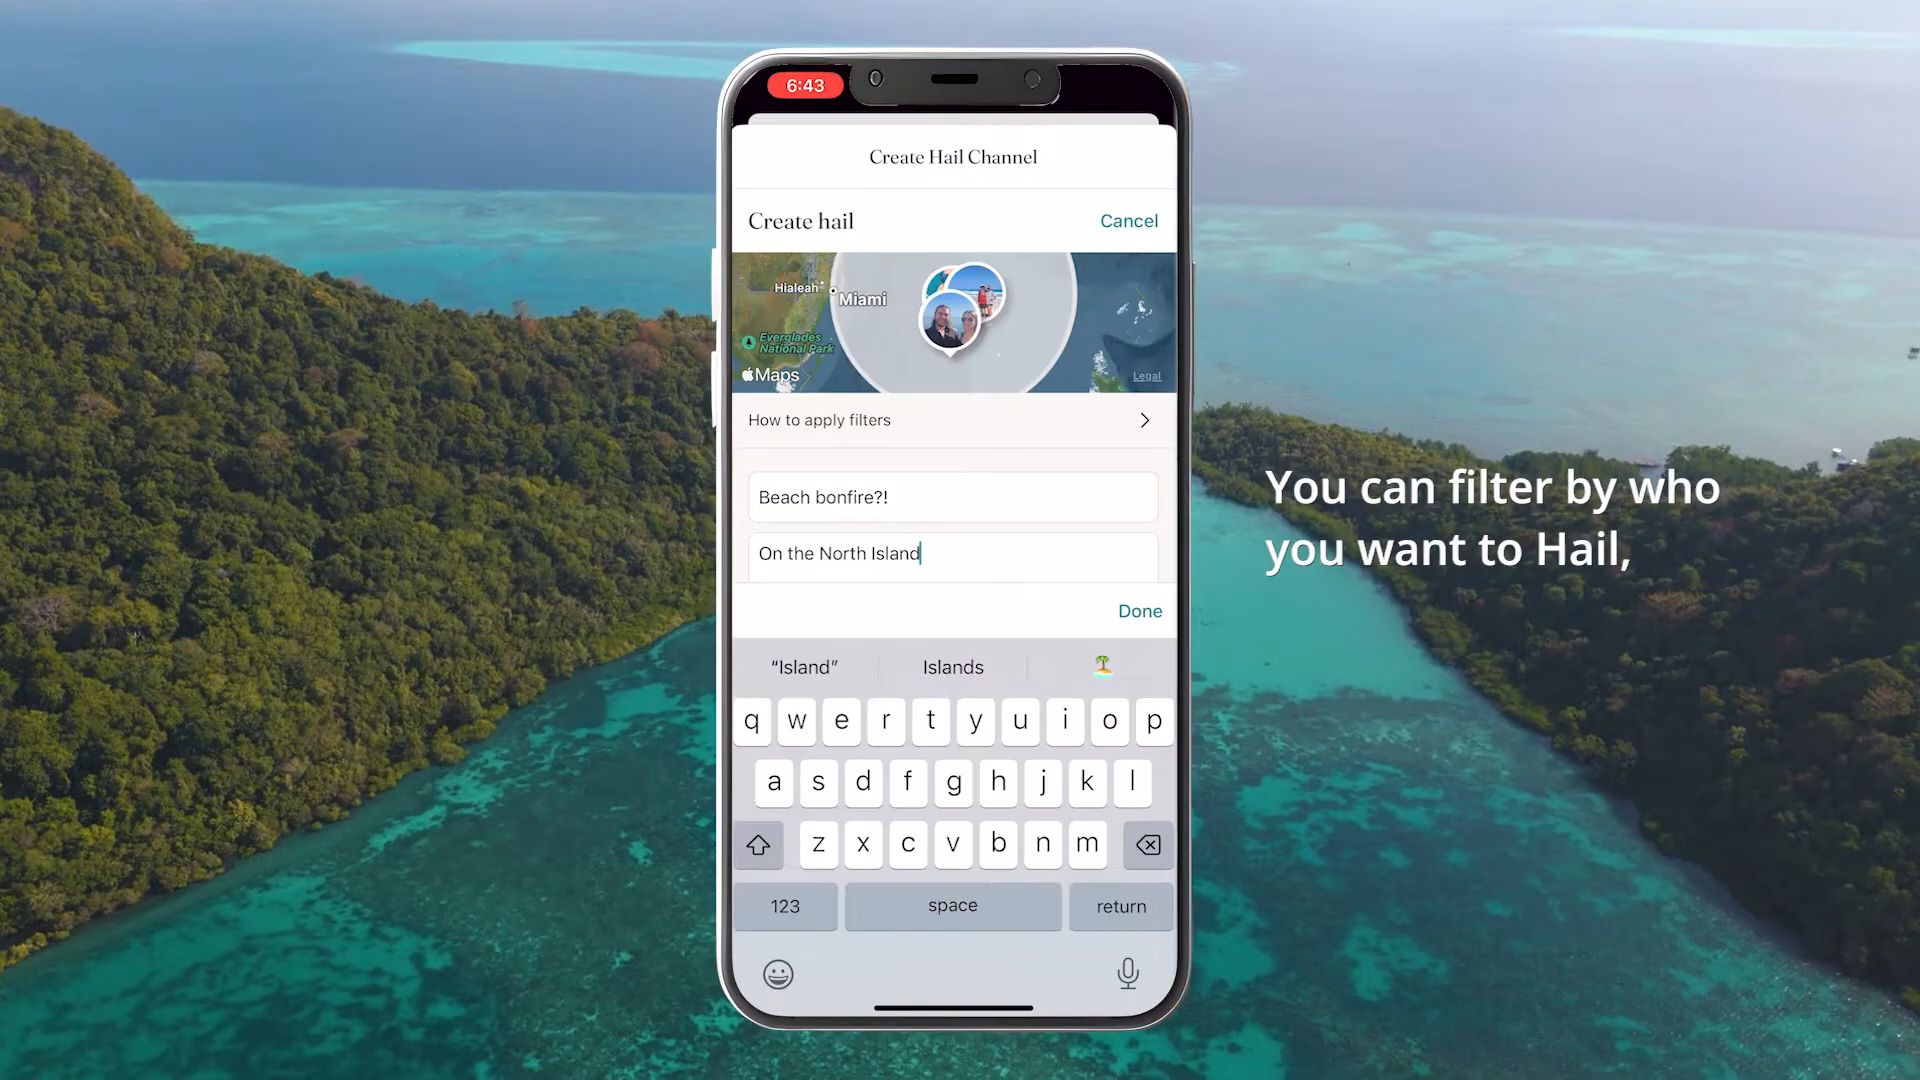 6:43
Create Hail Channel
Create hail
Cancel
Hialeah
Miami
Everglades
National Park
Maps
Legal
How to apply filters
Beach bonfire?!
On the North Island
You can filter by who
you want to Hail,
Done
“Island”
Islands
q w e r t y u i o p
a s d f g h j k l
z x c v b n m
123
space
return